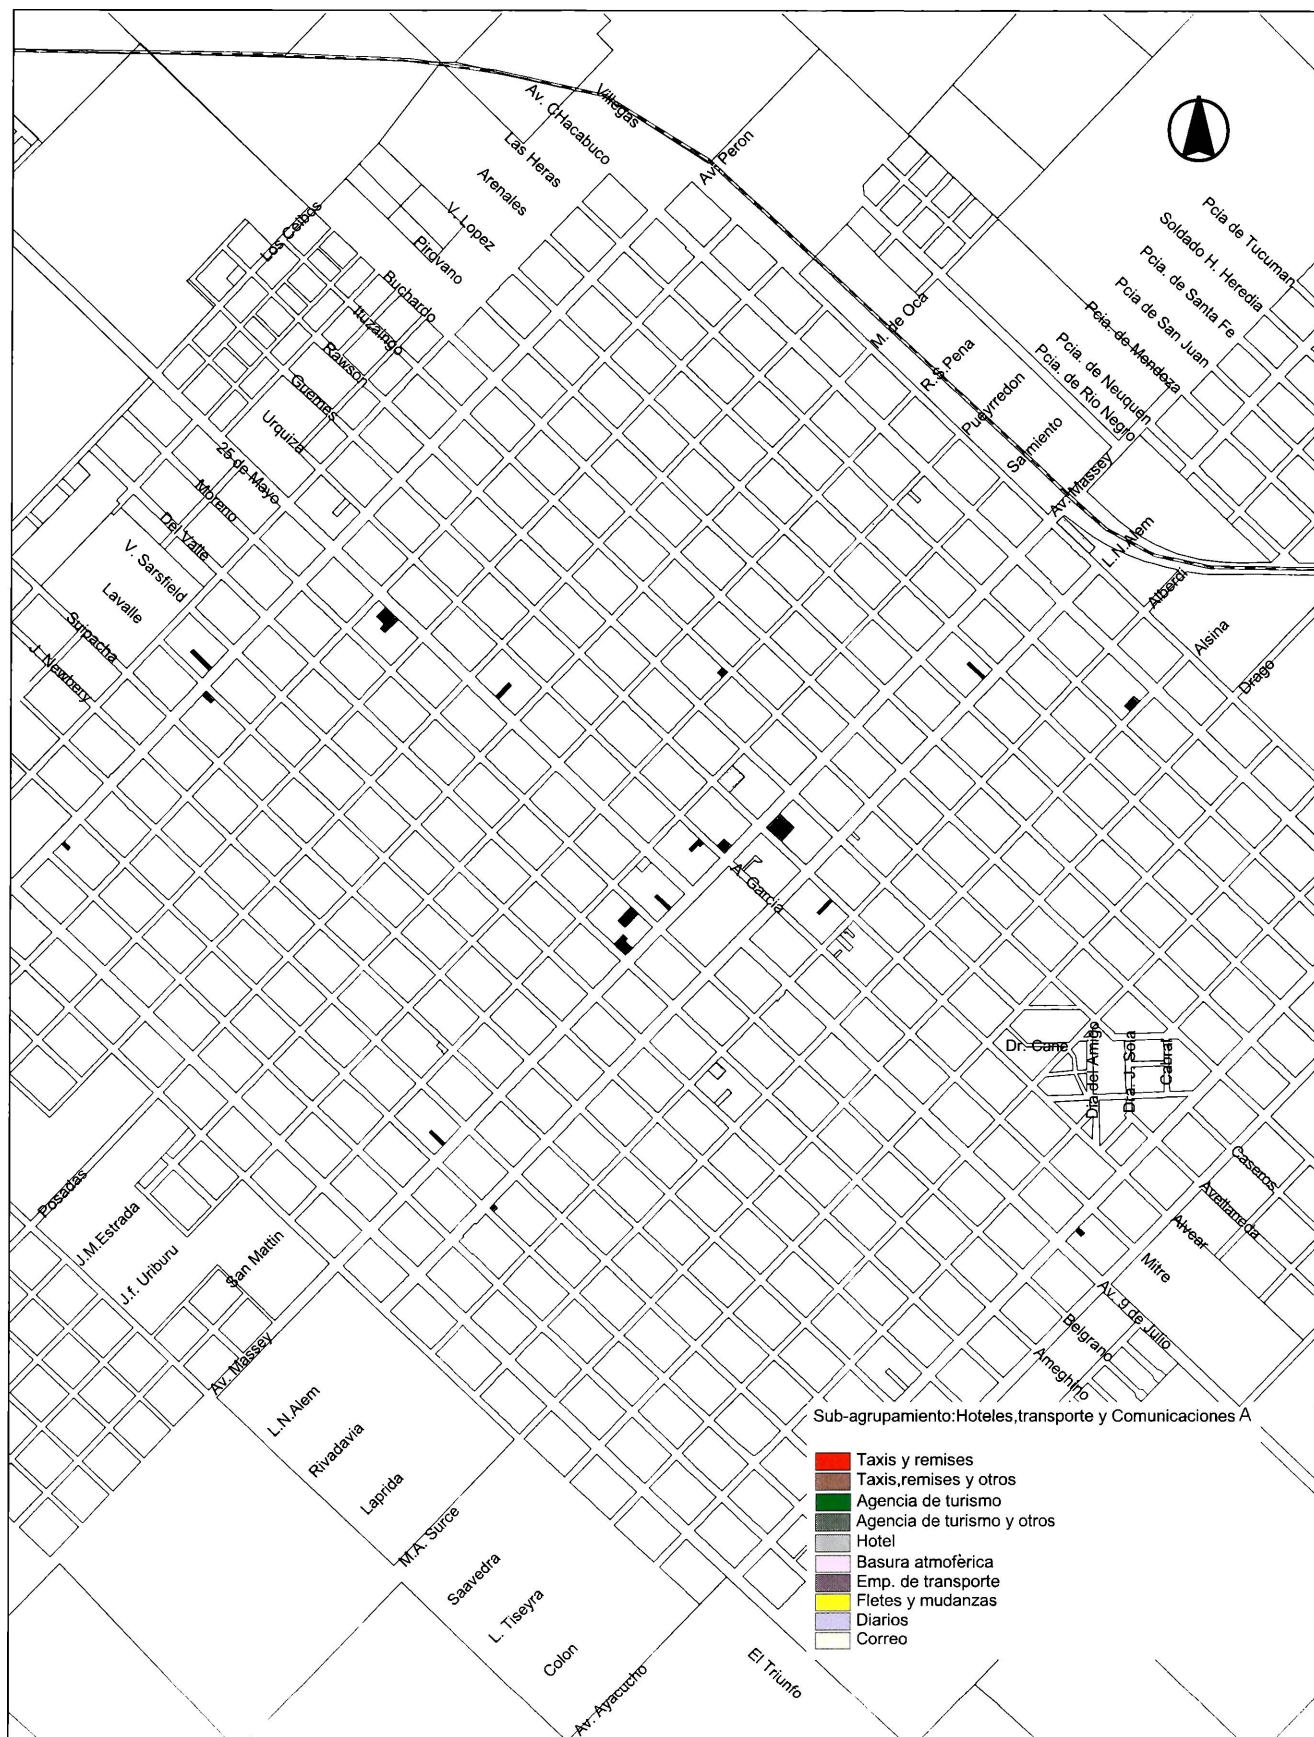 Villegas
Av. CHacabuco
Av. Peron
Las Heras
Arenales
V. Lopez
Pirovano
Los Ceibos
Buchardo
Ituzaingo
Rawson
Guemes
Urquiza
25 de Mayo
Moreno
Del Valle
V. Sarsfield
Lavalle
Suipacha
J. Newbery
Pcia de Tucuman
Soldado H. Heredia
Pcia. de Santa Fe
Pcia de San Juan
Pcia. de Mendoza
Pcia. de Neuquen
Pcia. de Rio Negro
M. de Oca
R.S.Pena
Pueyrredon
Sarmiento
Av. Massey
L.N.Alem
Alberdi
Alsina
Drago
A. Garcia
Dr. Cane
Dia del Amigo
Dra. J. Sola
Cabral
Caseros
Avellaneda
Alvear
Mitre
Av. 9 de Julio
Belgrano
Ameghino
Posadas
J.M.Estrada
J.f. Uriburu
San Mattin
Av. Massey
L.N.Alem
Rivadavia
Laprida
M.A. Surce
Saavedra
L. Tiseyra
Colon
Av. Ayacucho
El Triunfo
Sub-agrupamiento:Hoteles,transporte y Comunicaciones A
Taxis y remises
Taxis,remises y otros
Agencia de turismo
Agencia de turismo y otros
Hotel
Basura atmofèrica
Emp. de transporte
Fletes y mudanzas
Diarios
Correo